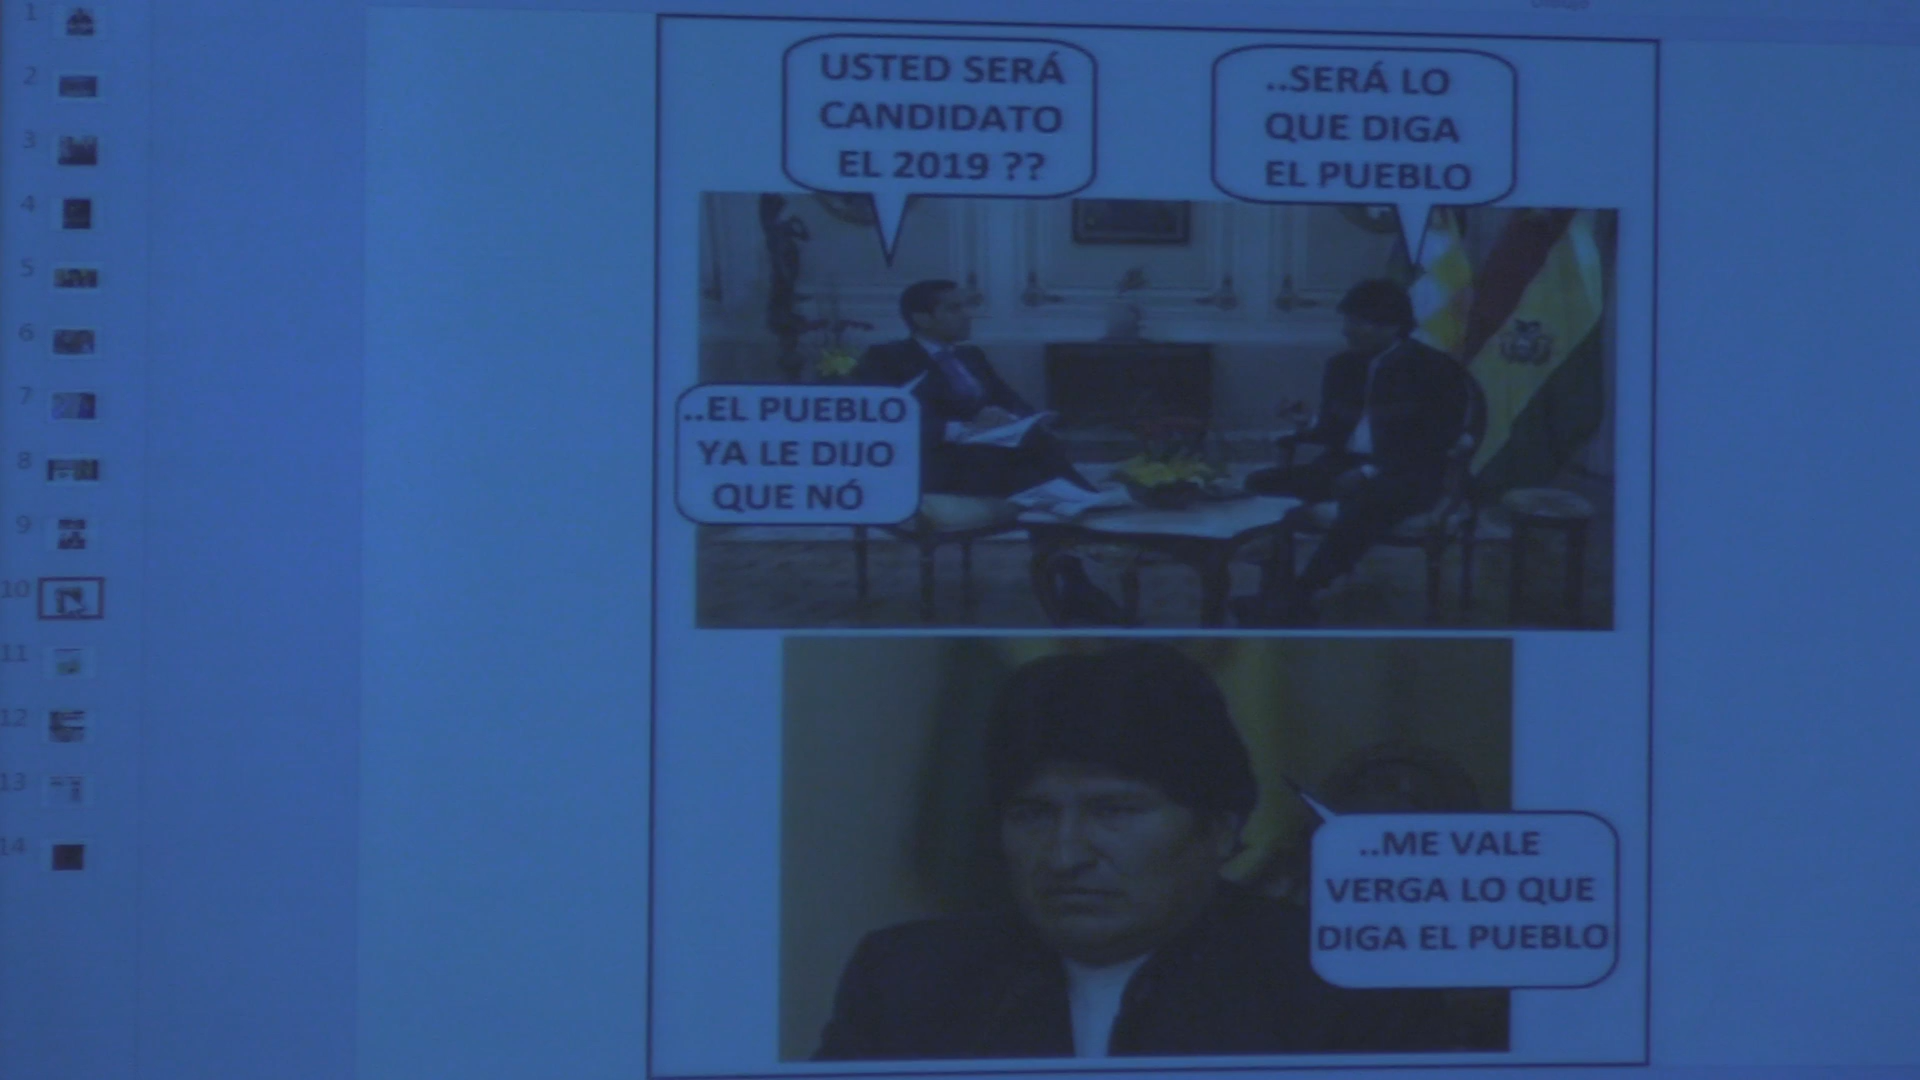 USTED SERÁ
CANDIDATO
EL 2019 ??
..SERÁ LO
QUE DIGA
EL PUEBLO
..EL PUEBLO
YA LE DIJO
QUE NÓ
..ME VALE
VERGA LO QUE
DIGA EL PUEBLO
1
2
3
4
5
6
7
8
9
10
11
12
13
14